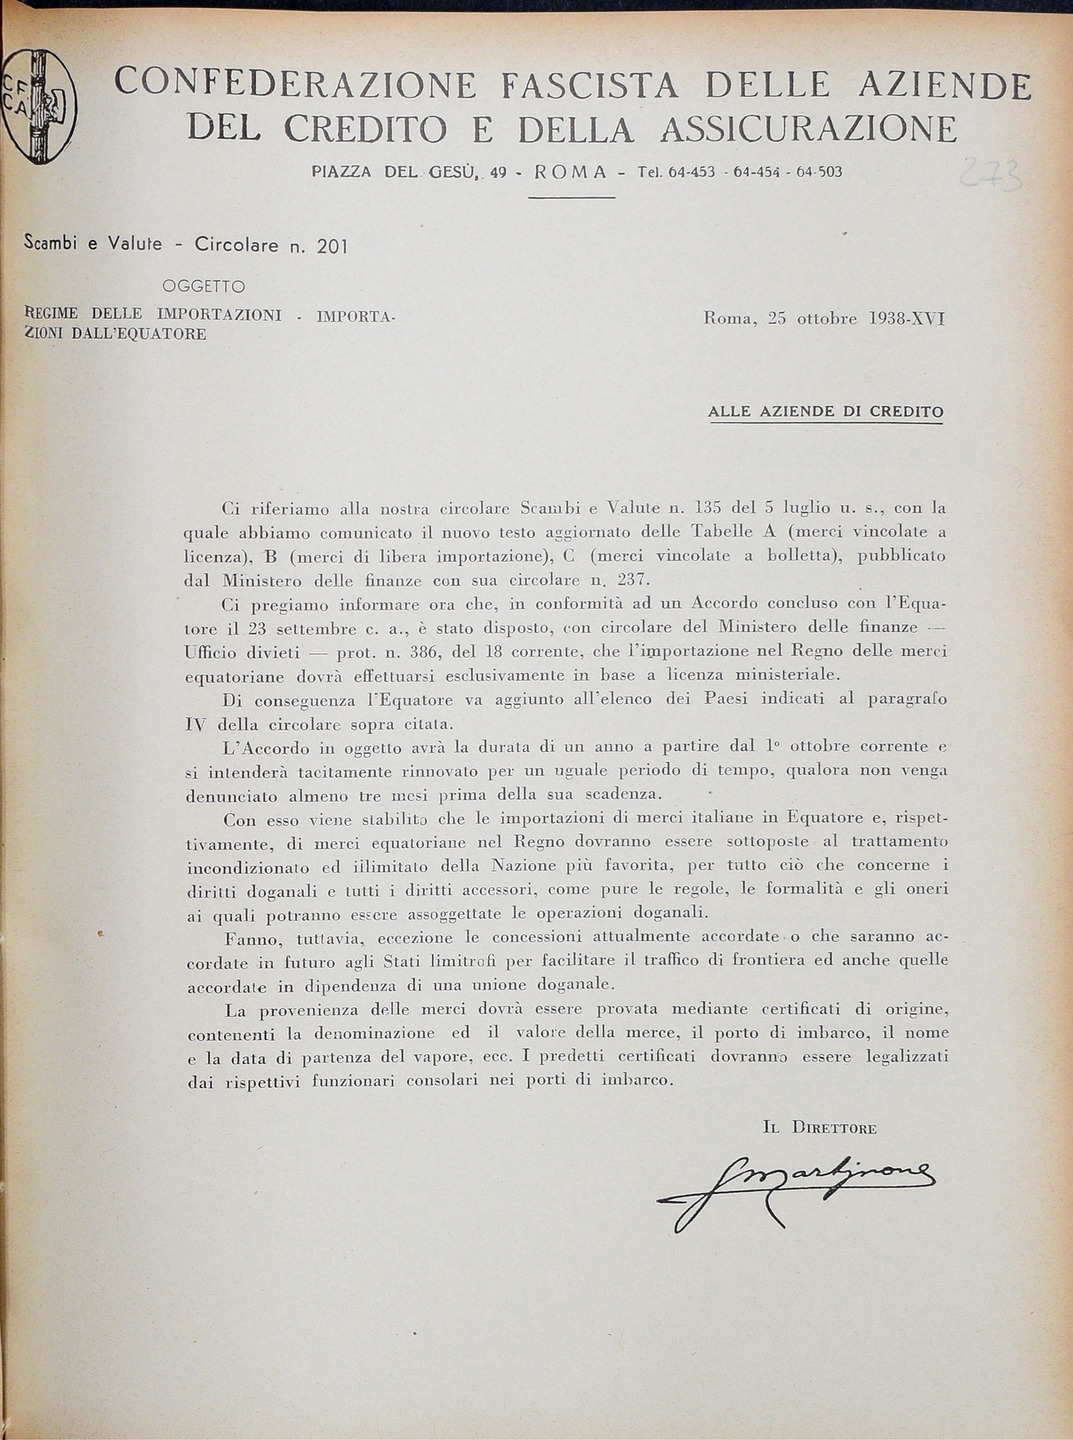 C F
C A
CONFEDERAZIONE FASCISTA DELLE AZIENDE
DEL CREDITO E DELLA ASSICURAZIONE
PIAZZA DEL GESÙ, 49 - ROMA - Tel. 64-453 - 64-454 - 64-503
273
Scambi e Valute - Circolare n. 201
OGGETTO
REGIME DELLE IMPORTAZIONI - IMPORTA-
ZIONI DALL'EQUATORE
Roma, 25 ottobre 1938-XVI
ALLE AZIENDE DI CREDITO
Ci riferiamo alla nostra circolare Scambi e Valute n. 135 del 5 luglio u. s., con la
quale abbiamo comunicato il nuovo testo aggiornato delle Tabelle A (merci vincolate a
licenza), B (merci di libera importazione), C (merci vincolate a bolletta), pubblicato
dal Ministero delle finanze con sua circolare n. 237.
Ci pregiamo informare ora che, in conformità ad un Accordo concluso con l'Equa-
tore il 23 settembre c. a., è stato disposto, con circolare del Ministero delle finanze —
Ufficio divieti — prot. n. 386, del 18 corrente, che l'importazione nel Regno delle merci
equatoriane dovrà effettuarsi esclusivamente in base a licenza ministeriale.
Di conseguenza l'Equatore va aggiunto all'elenco dei Paesi indicati al paragrafo
IV della circolare sopra citata.
L'Accordo in oggetto avrà la durata di un anno a partire dal 1° ottobre corrente e
si intenderà tacitamente rinnovato per un uguale periodo di tempo, qualora non venga
denunciato almeno tre mesi prima della sua scadenza.
Con esso viene stabilito che le importazioni di merci italiane in Equatore e, rispet-
tivamente, di merci equatoriane nel Regno dovranno essere sottoposte al trattamento
incondizionato ed illimitato della Nazione più favorita, per tutto ciò che concerne i
diritti doganali e tutti i diritti accessori, come pure le regole, le formalità e gli oneri
ai quali potranno essere assoggettate le operazioni doganali.
Fanno, tuttavia, eccezione le concessioni attualmente accordate o che saranno ac-
cordate in futuro agli Stati limitrofi per facilitare il traffico di frontiera ed anche quelle
accordate in dipendenza di una unione doganale.
La provenienza delle merci dovrà essere provata mediante certificati di origine,
contenenti la denominazione ed il valore della merce, il porto di imbarco, il nome
e la data di partenza del vapore, ecc. I predetti certificati dovranno essere legalizzati
dai rispettivi funzionari consolari nei porti di imbarco.
IL DIRETTORE